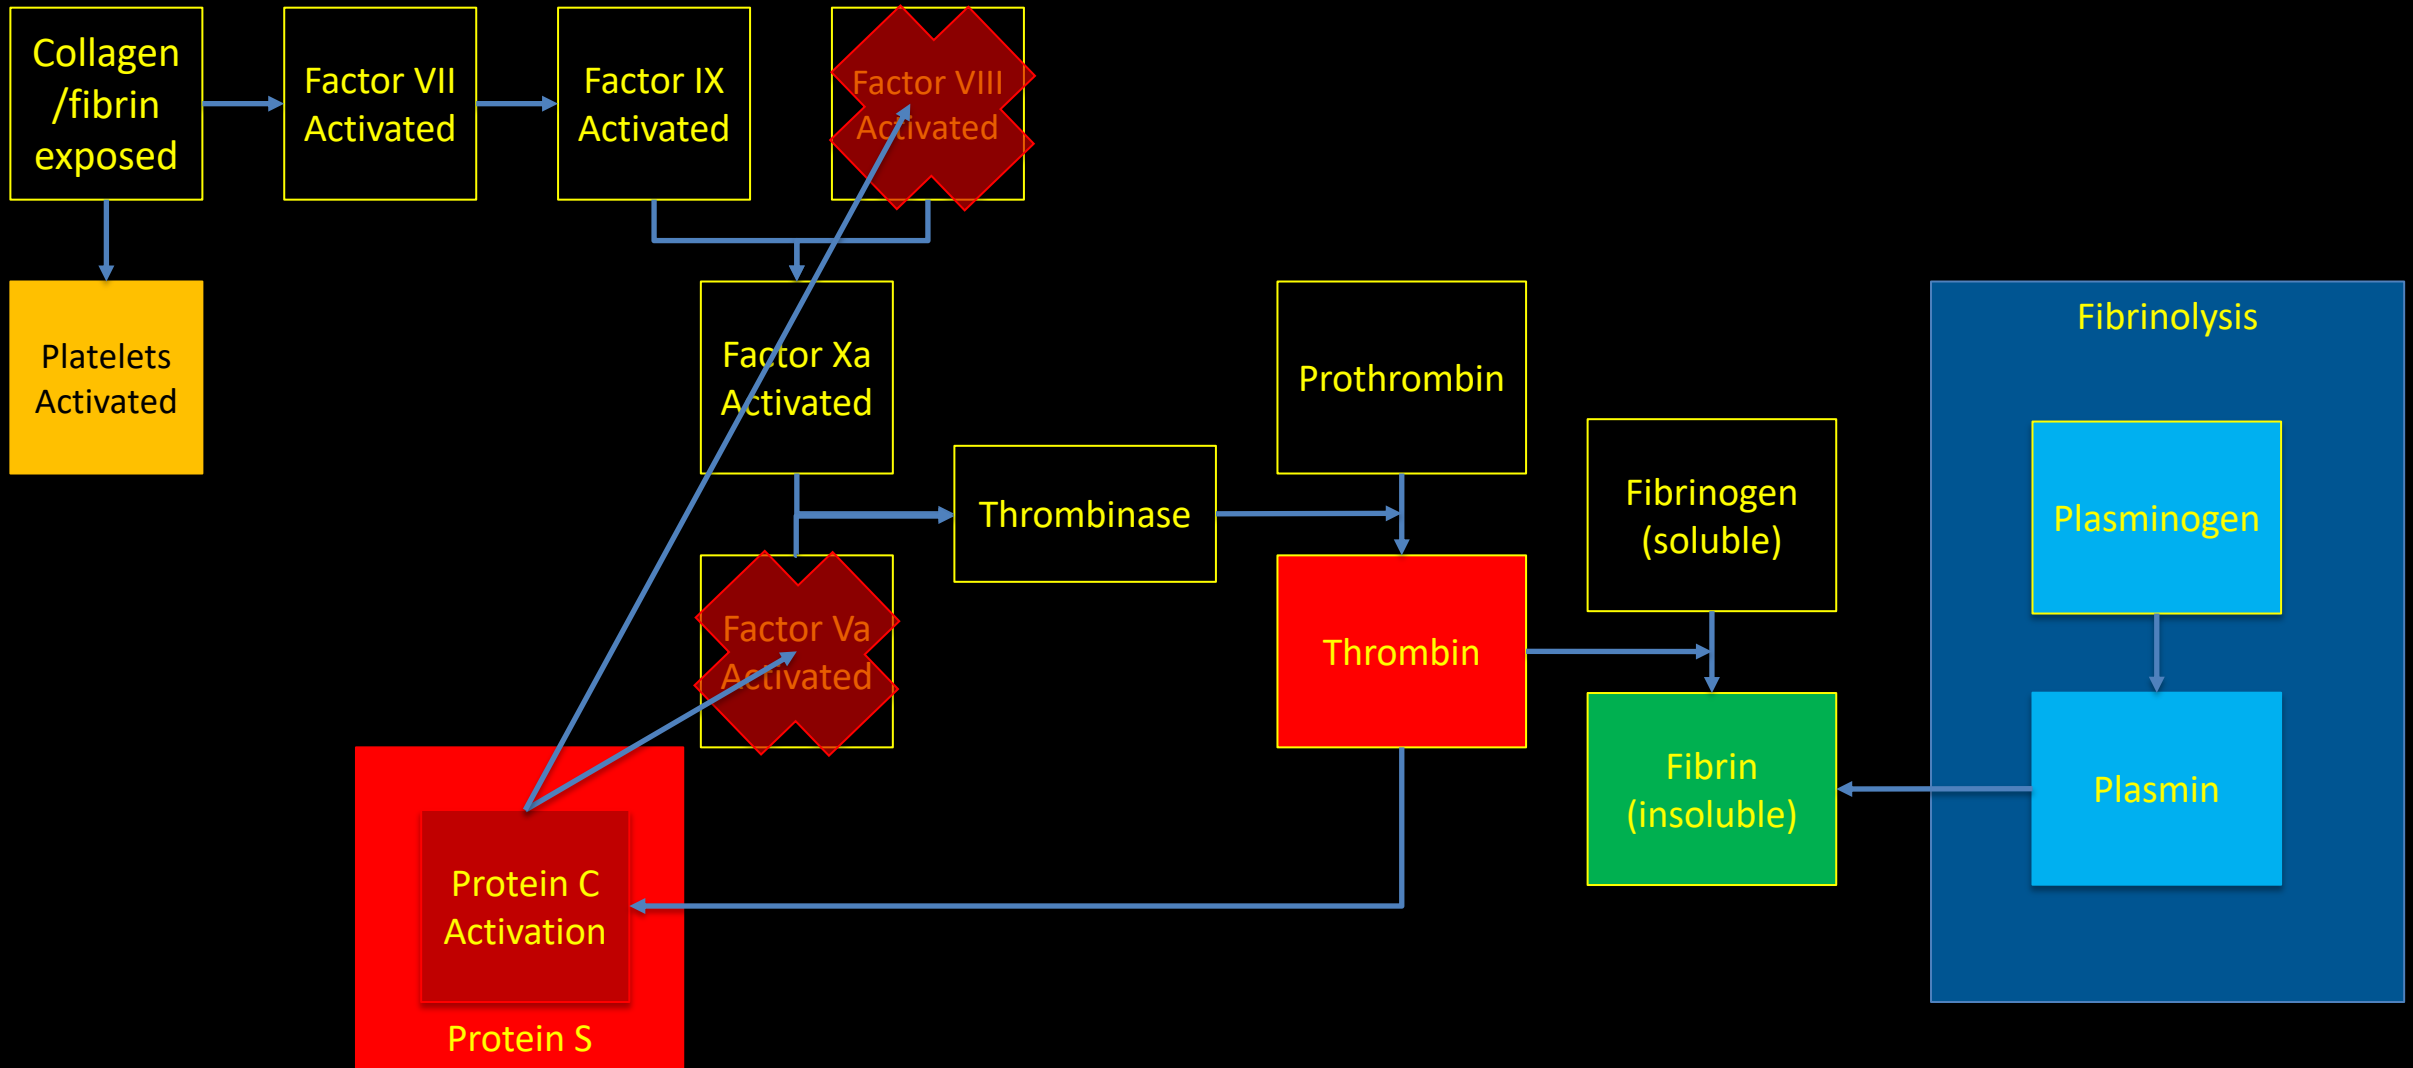 Collagen
/fibrin
exposed
Factor VII
Activated
Factor IX
Activated
Factor VIII
Activated
Platelets
Activated
Factor Xa
Activated
Prothrombin
Fibrinolysis
Thrombinase
Fibrinogen
(soluble)
Plasminogen
Factor Va
Activated
Thrombin
Fibrin
(insoluble)
Plasmin
Protein C
Activation
Protein S